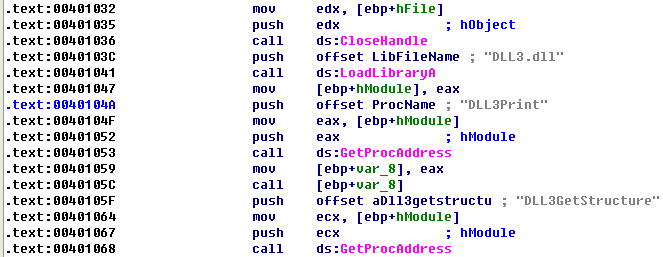 .text:00401032 mov edx, [ebp+hFile]
.text:00401035 push edx ; hObject
.text:00401036 call ds:CloseHandle
.text:0040103C push offset LibFileName ; "DLL3.dll"
.text:00401041 call ds:LoadLibraryA
.text:00401047 mov [ebp+hModule], eax
.text:0040104A push offset ProcName ; "DLL3Print"
.text:0040104F mov eax, [ebp+hModule]
.text:00401052 push eax ; hModule
.text:00401053 call ds:GetProcAddress
.text:00401059 mov [ebp+var_8], eax
.text:0040105C call [ebp+var_8]
.text:0040105F push offset aDll3getstructu ; "DLL3GetStructure"
.text:00401064 mov ecx, [ebp+hModule]
.text:00401067 push ecx ; hModule
.text:00401068 call ds:GetProcAddress